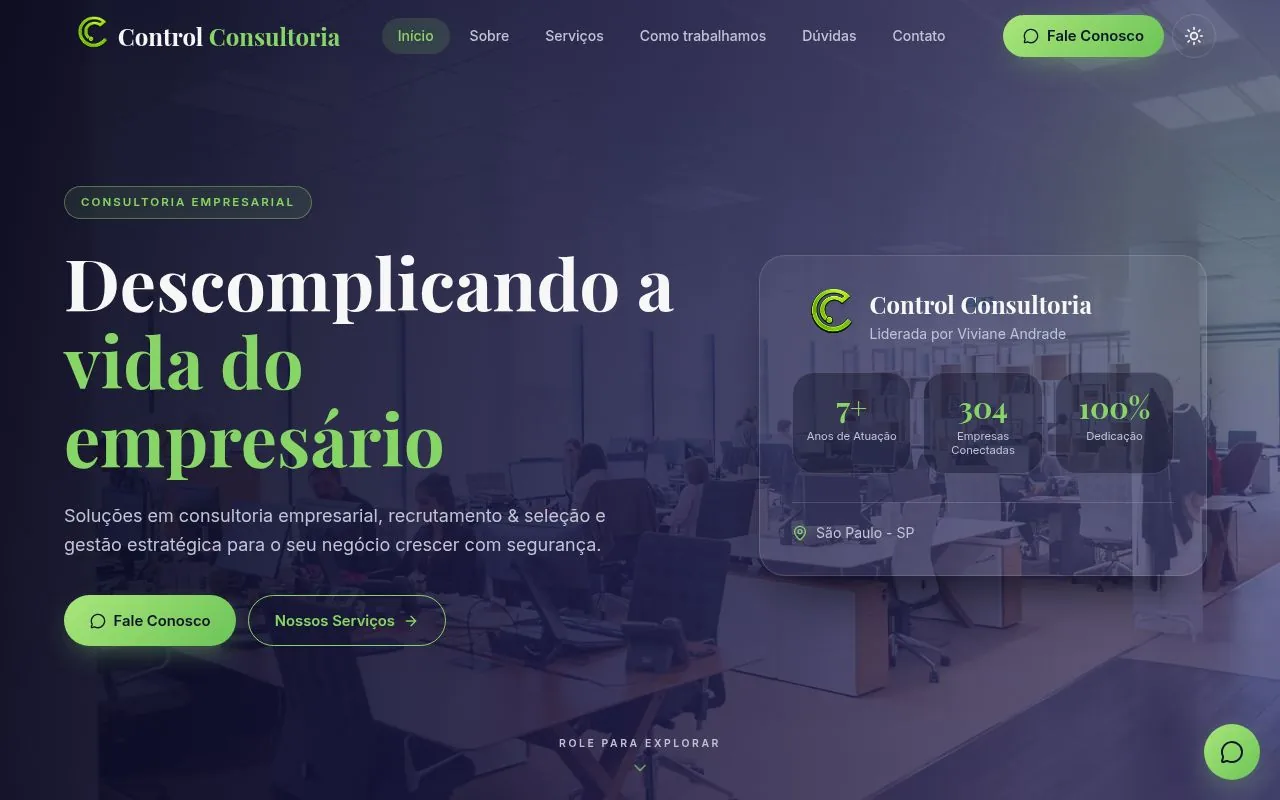 Control Consultoria
Início
Sobre
Serviços
Como trabalhamos
Dúvidas
Contato
Fale Conosco
CONSULTORIA EMPRESARIAL
Descomplicando a
vida do
empresário
Soluções em consultoria empresarial, recrutamento & seleção e
gestão estratégica para o seu negócio crescer com segurança.
Fale Conosco
Nossos Serviços
Control Consultoria
Liderada por Viviane Andrade
7+
Anos de Atuação
304
Empresas
Conectadas
100%
Dedicação
São Paulo - SP
ROLE PARA EXPLORAR